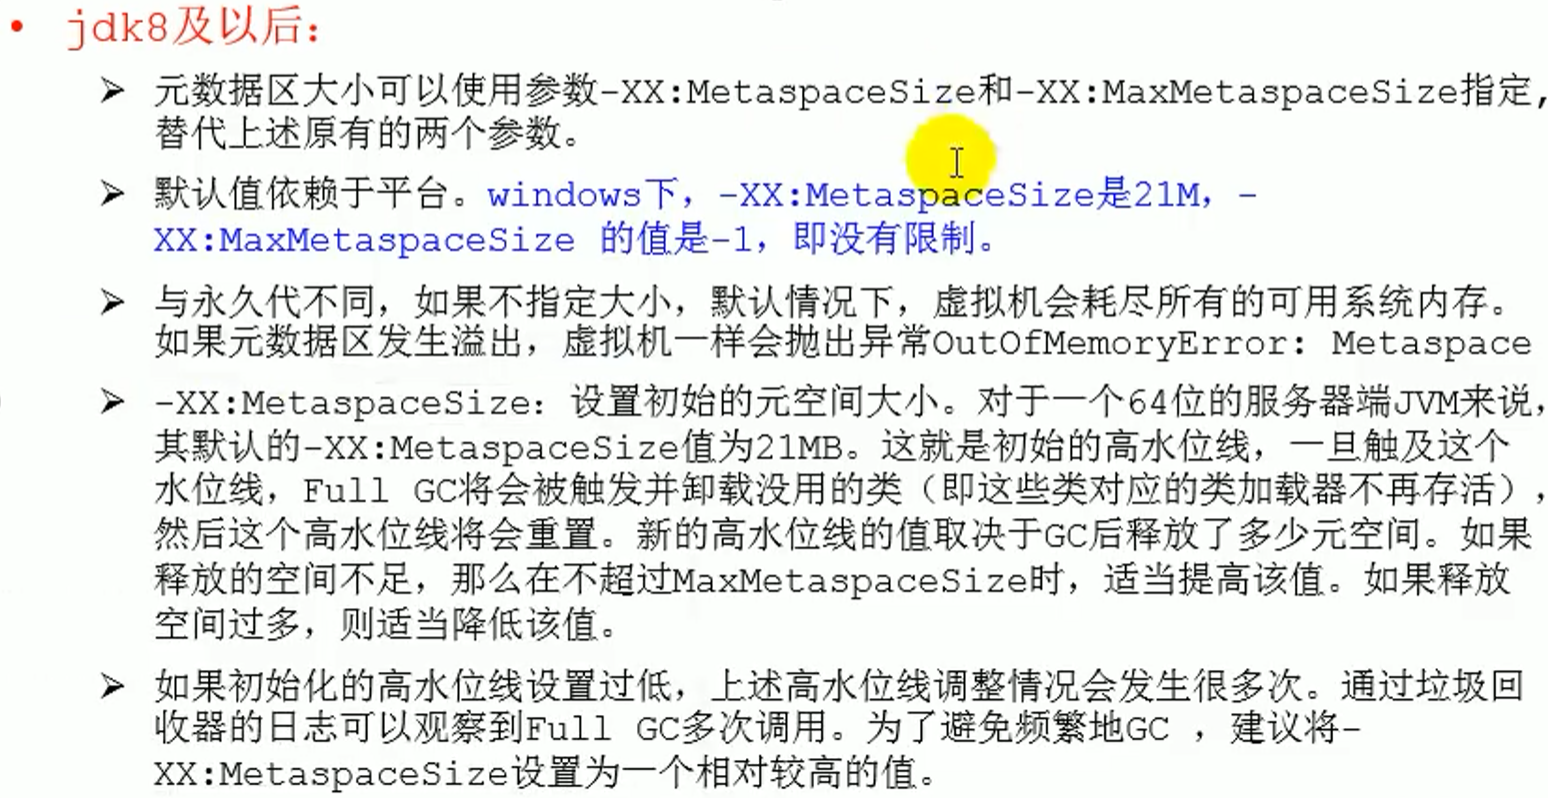 • jdk8及以后：
➢ 元数据区大小可以使用参数-XX:MetaspaceSize和-XX:MaxMetaspaceSize指定,
替代上述原有的两个参数。
➢ 默认值依赖于平台。windows下，-XX:MetaspaceSize是21M，-
XX:MaxMetaspaceSize 的值是-1，即没有限制。
➢ 与永久代不同，如果不指定大小，默认情况下，虚拟机会耗尽所有的可用系统内存。
如果元数据区发生溢出，虚拟机一样会抛出异常OutOfMemoryError: Metaspace
➢ -XX:MetaspaceSize：设置初始的元空间大小。对于一个64位的服务器端JVM来说，
其默认的-XX:MetaspaceSize值为21MB。这就是初始的高水位线，一旦触及这个
水位线，Full GC将会被触发并卸载没用的类（即这些类对应的类加载器不再存活），
然后这个高水位线将会重置。新的高水位线的值取决于GC后释放了多少元空间。如果
释放的空间不足，那么在不超过MaxMetaspaceSize时，适当提高该值。如果释放
空间过多，则适当降低该值。
➢ 如果初始化的高水位线设置过低，上述高水位线调整情况会发生很多次。通过垃圾回
收器的日志可以观察到Full GC多次调用。为了避免频繁地GC ，建议将-
XX:MetaspaceSize设置为一个相对较高的值。